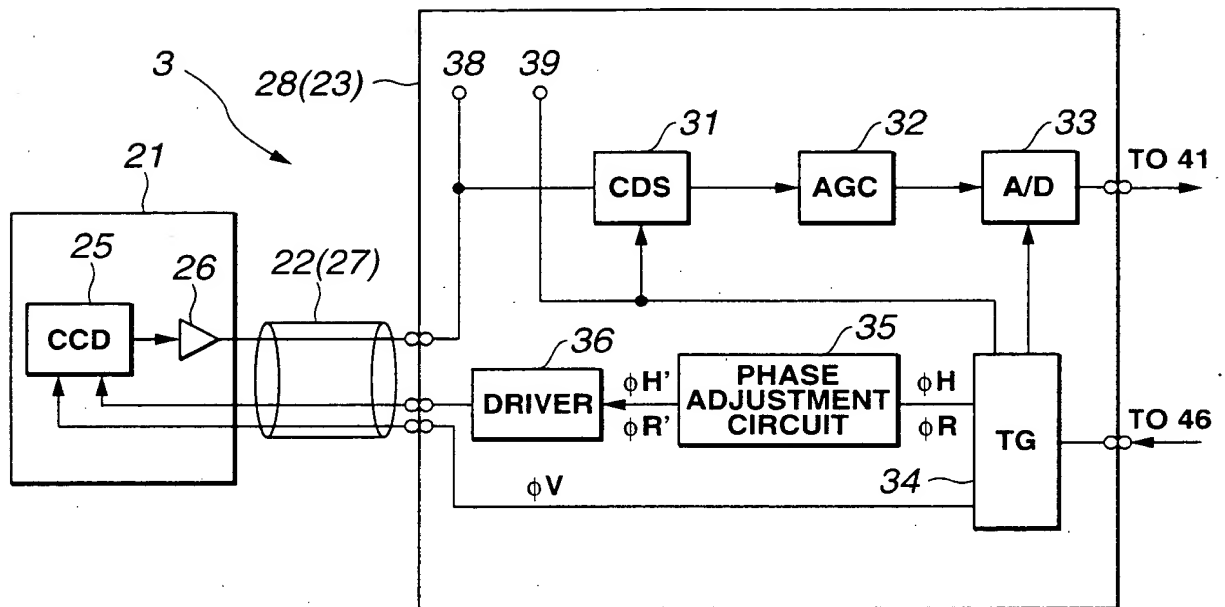 3
28(23)
38
39
31
32
33
CDS
AGC
A/D
TO 41
21
25
26
22(27)
CCD
36
35
DRIVER
ϕH'
ϕR'
PHASE
ADJUSTMENT
CIRCUIT
ϕH
ϕR
TG
TO 46
34
ϕV